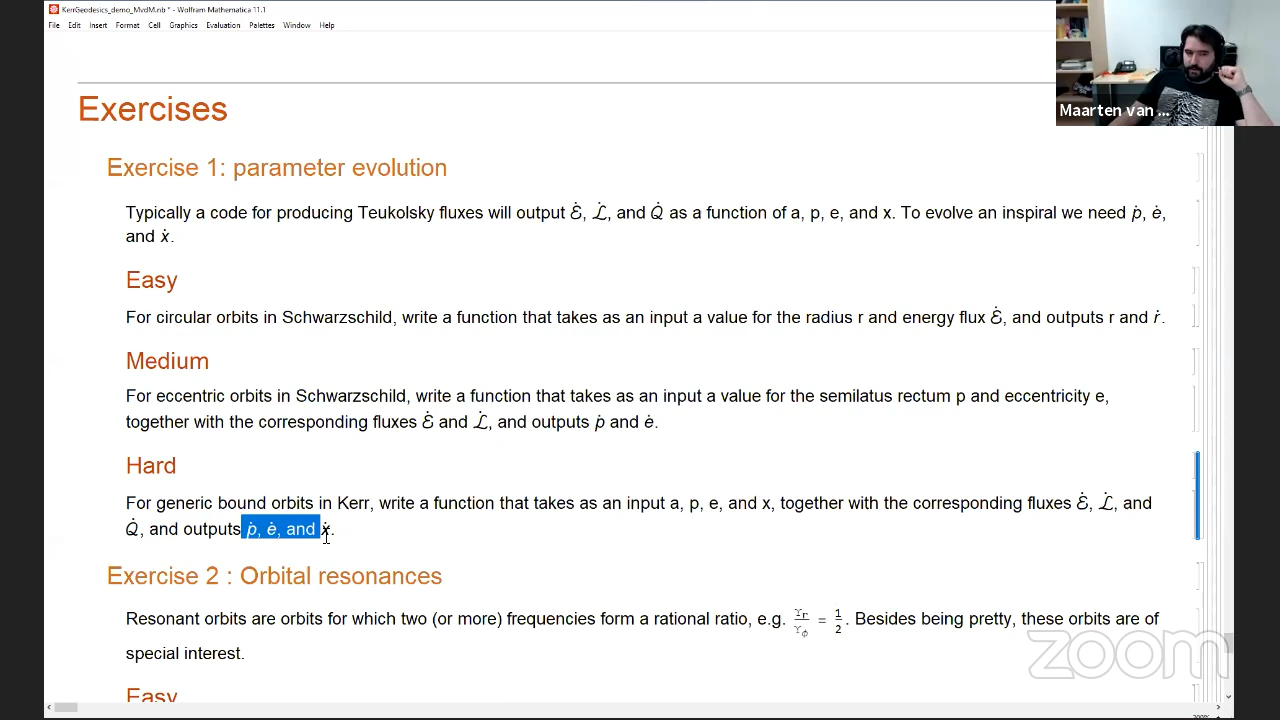 KerrGeodesics_demo_MvdM.nb * - Wolfram Mathematica 11.1
File Edit Insert Format Cell Graphics Evaluation Palettes Window Help
Maarten van ...
Exercises
Exercise 1: parameter evolution
Typically a code for producing Teukolsky fluxes will output ℰ̇, ℒ̇, and Q̇ as a function of a, p, e, and x. To evolve an inspiral we need ṗ, ė,
and ẋ.
Easy
For circular orbits in Schwarzschild, write a function that takes as an input a value for the radius r and energy flux ℰ̇, and outputs r and ṙ.
Medium
For eccentric orbits in Schwarzschild, write a function that takes as an input a value for the semilatus rectum p and eccentricity e,
together with the corresponding fluxes ℰ̇ and ℒ̇, and outputs ṗ and ė.
Hard
For generic bound orbits in Kerr, write a function that takes as an input a, p, e, and x, together with the corresponding fluxes ℰ̇, ℒ̇, and
Q̇, and outputs ṗ, ė, and ẋ.
Exercise 2 : Orbital resonances
Resonant orbits are orbits for which two (or more) frequencies form a rational ratio, e.g. ϒr/ϒϕ = 1/2. Besides being pretty, these orbits are of
special interest.
zoom
Easy
200%